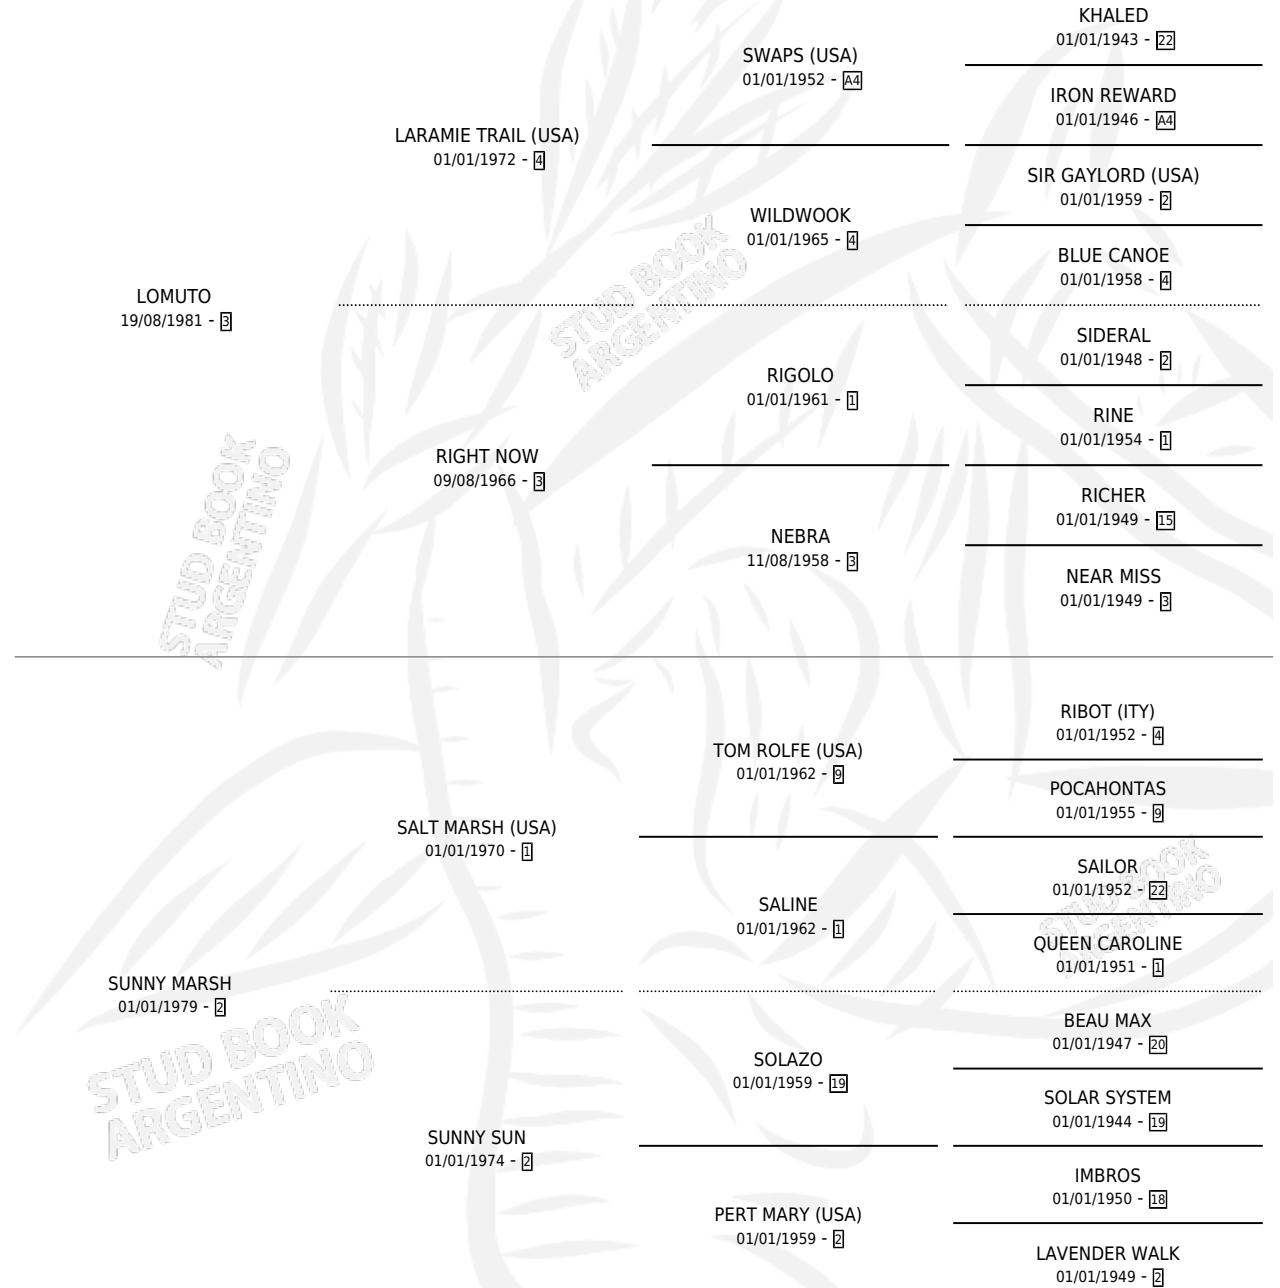 KHALED
01/01/1943 - 22
SWAPS (USA)
01/01/1952 - A4
IRON REWARD
01/01/1946 - A4
LARAMIE TRAIL (USA)
01/01/1972 - 4
SIR GAYLORD (USA)
01/01/1959 - 2
WILDWOOK
01/01/1965 - 4
BLUE CANOE
01/01/1958 - 4
LOMUTO
19/08/1981 - 3
SIDERAL
01/01/1948 - 2
RIGOLO
01/01/1961 - 1
RINE
01/01/1954 - 1
RIGHT NOW
09/08/1966 - 3
RICHER
01/01/1949 - 15
NEBRA
11/08/1958 - 3
NEAR MISS
01/01/1949 - 3
RIBOT (ITY)
01/01/1952 - 4
TOM ROLFE (USA)
01/01/1962 - 9
POCAHONTAS
01/01/1955 - 9
SALT MARSH (USA)
01/01/1970 - 1
SAILOR
01/01/1952 - 22
SALINE
01/01/1962 - 1
QUEEN CAROLINE
01/01/1951 - 1
SUNNY MARSH
01/01/1979 - 2
BEAU MAX
01/01/1947 - 20
SOLAZO
01/01/1959 - 19
SOLAR SYSTEM
01/01/1944 - 19
SUNNY SUN
01/01/1974 - 2
IMBROS
01/01/1950 - 18
PERT MARY (USA)
01/01/1959 - 2
LAVENDER WALK
01/01/1949 - 2
STUD BOOK
ARGENTINO
STUD BOOK
ARGENTINO
STUD BOOK
ARGENTINO
STUD BOOK
ARGENTINO